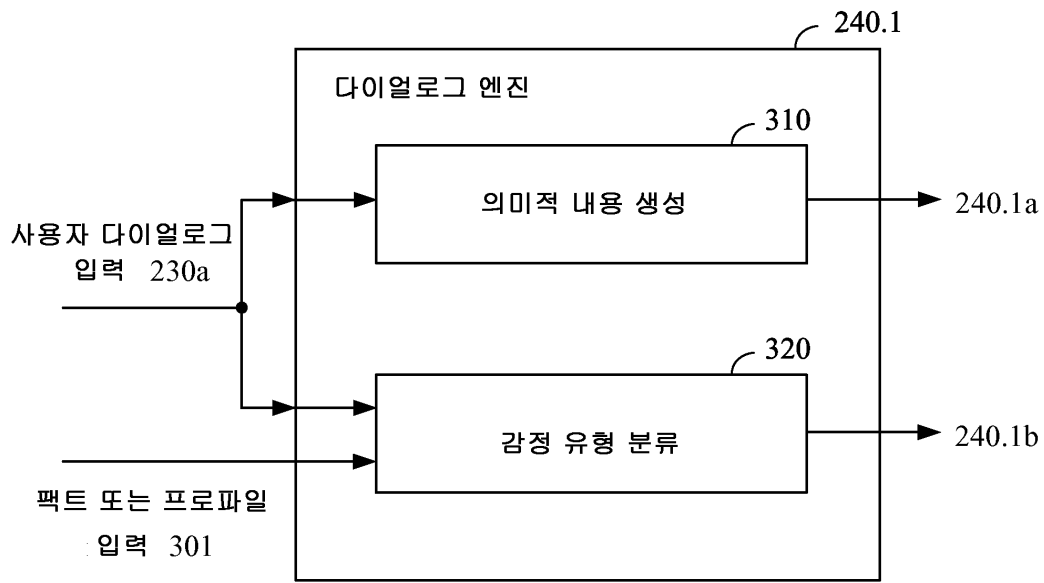 240.1
다이얼로그 엔진
310
의미적 내용 생성
240.1a
사용자 다이얼로그
입력 230a
320
감정 유형 분류
240.1b
팩트 또는 프로파일
입력 301